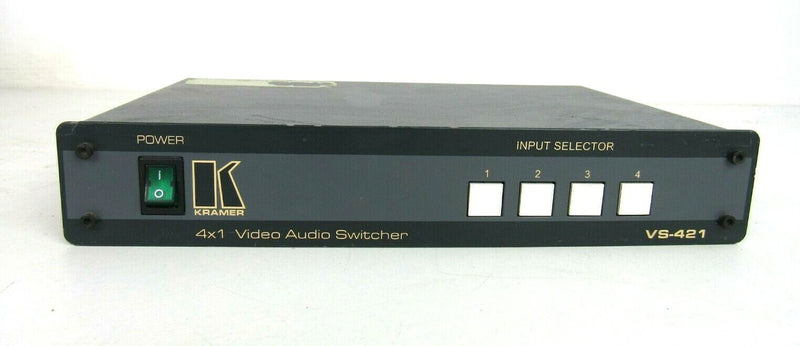 POWER
INPUT SELECTOR
I
O
K
KRAMER
1 2 3 4
4x1 Video Audio Switcher
VS-421